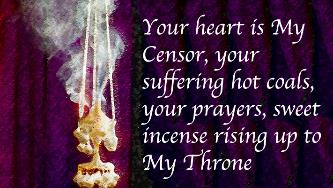 Your heart is My
Censor, your
suffering hot coals,
your prayers, sweet
incense rising up to
My Throne